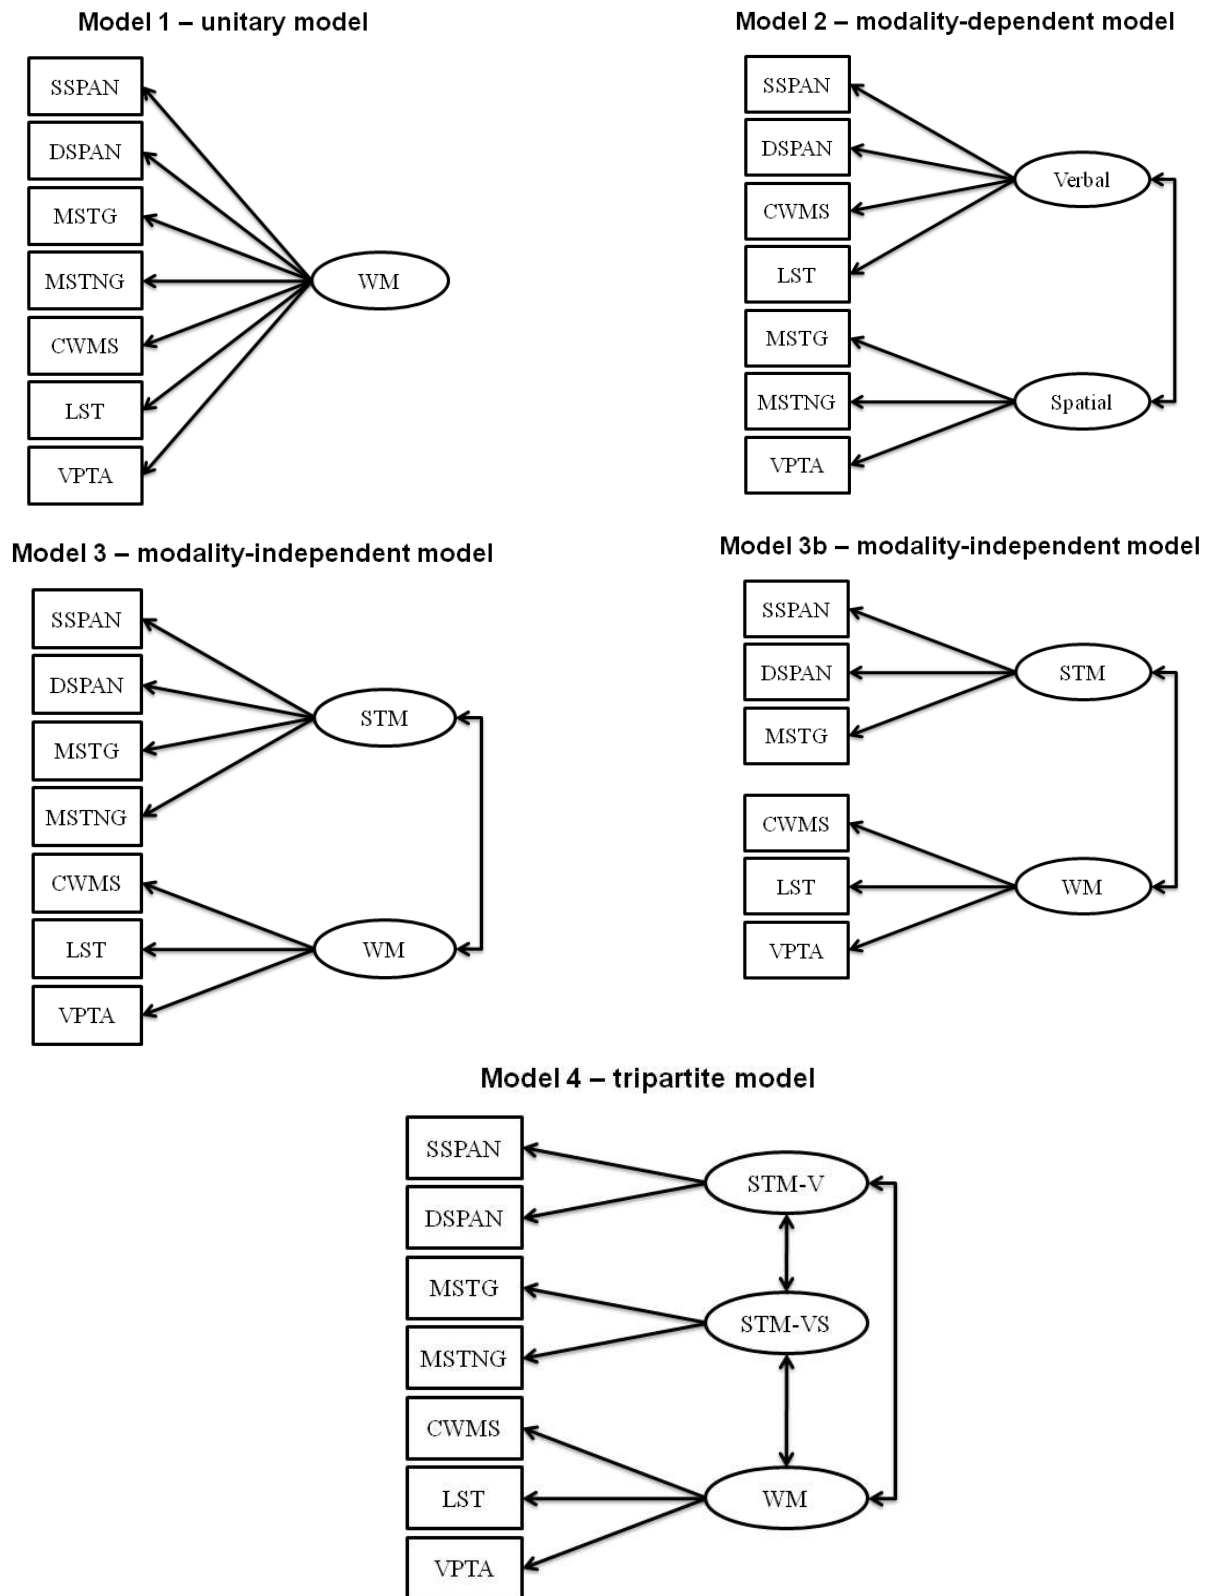 Model 1 – unitary model
SSPAN
DSPAN
MSTG
MSTNG
CWMS
LST
VPTA
WM
Model 2 – modality-dependent model
SSPAN
DSPAN
CWMS
LST
MSTG
MSTNG
VPTA
Verbal
Spatial
Model 3 – modality-independent model
SSPAN
DSPAN
MSTG
MSTNG
CWMS
LST
VPTA
STM
WM
Model 3b – modality-independent model
SSPAN
DSPAN
MSTG
CWMS
LST
VPTA
STM
WM
Model 4 – tripartite model
SSPAN
DSPAN
MSTG
MSTNG
CWMS
LST
VPTA
STM-V
STM-VS
WM